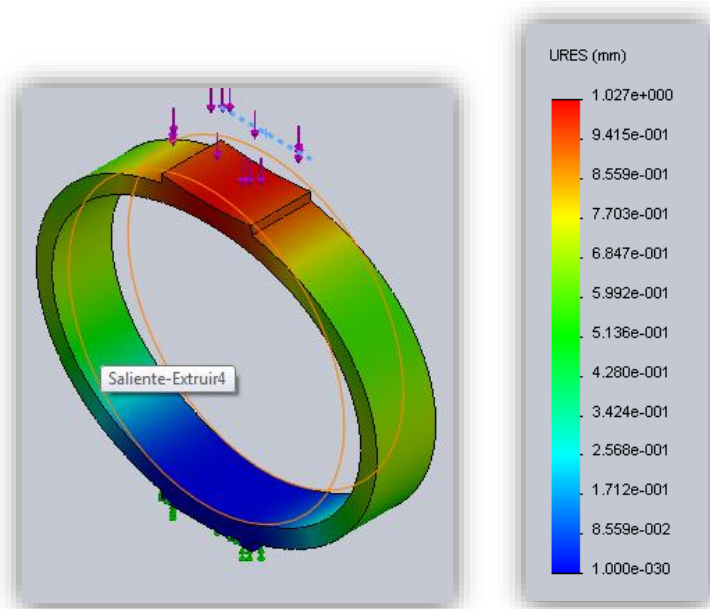 URES (mm)
1.027e+000
9.415e-001
8.559e-001
7.703e-001
6.847e-001
5.992e-001
5.136e-001
4.280e-001
3.424e-001
2.568e-001
1.712e-001
8.559e-002
1.000e-030
Saliente-Extruir4